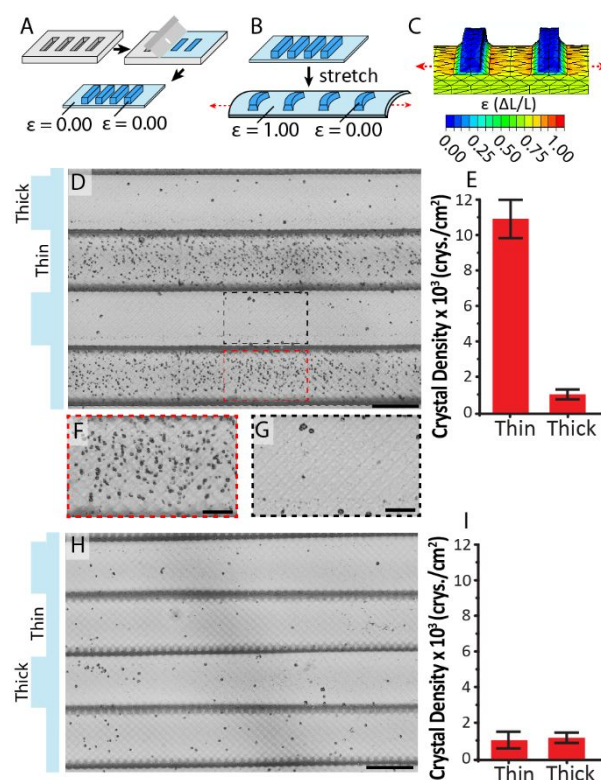 A
ε = 0.00
ε = 0.00
B
stretch
ε = 1.00
ε = 0.00
C
ε (ΔL/L)
0.00
0.25
0.50
0.75
1.00
D
Thick
Thin
E
Crystal Density x 10³ (crys./cm²)
12
10
8
6
4
2
0
Thin
Thick
F
G
H
Thin
Thick
I
Crystal Density x 10³ (crys./cm²)
12
10
8
6
4
2
0
Thin
Thick